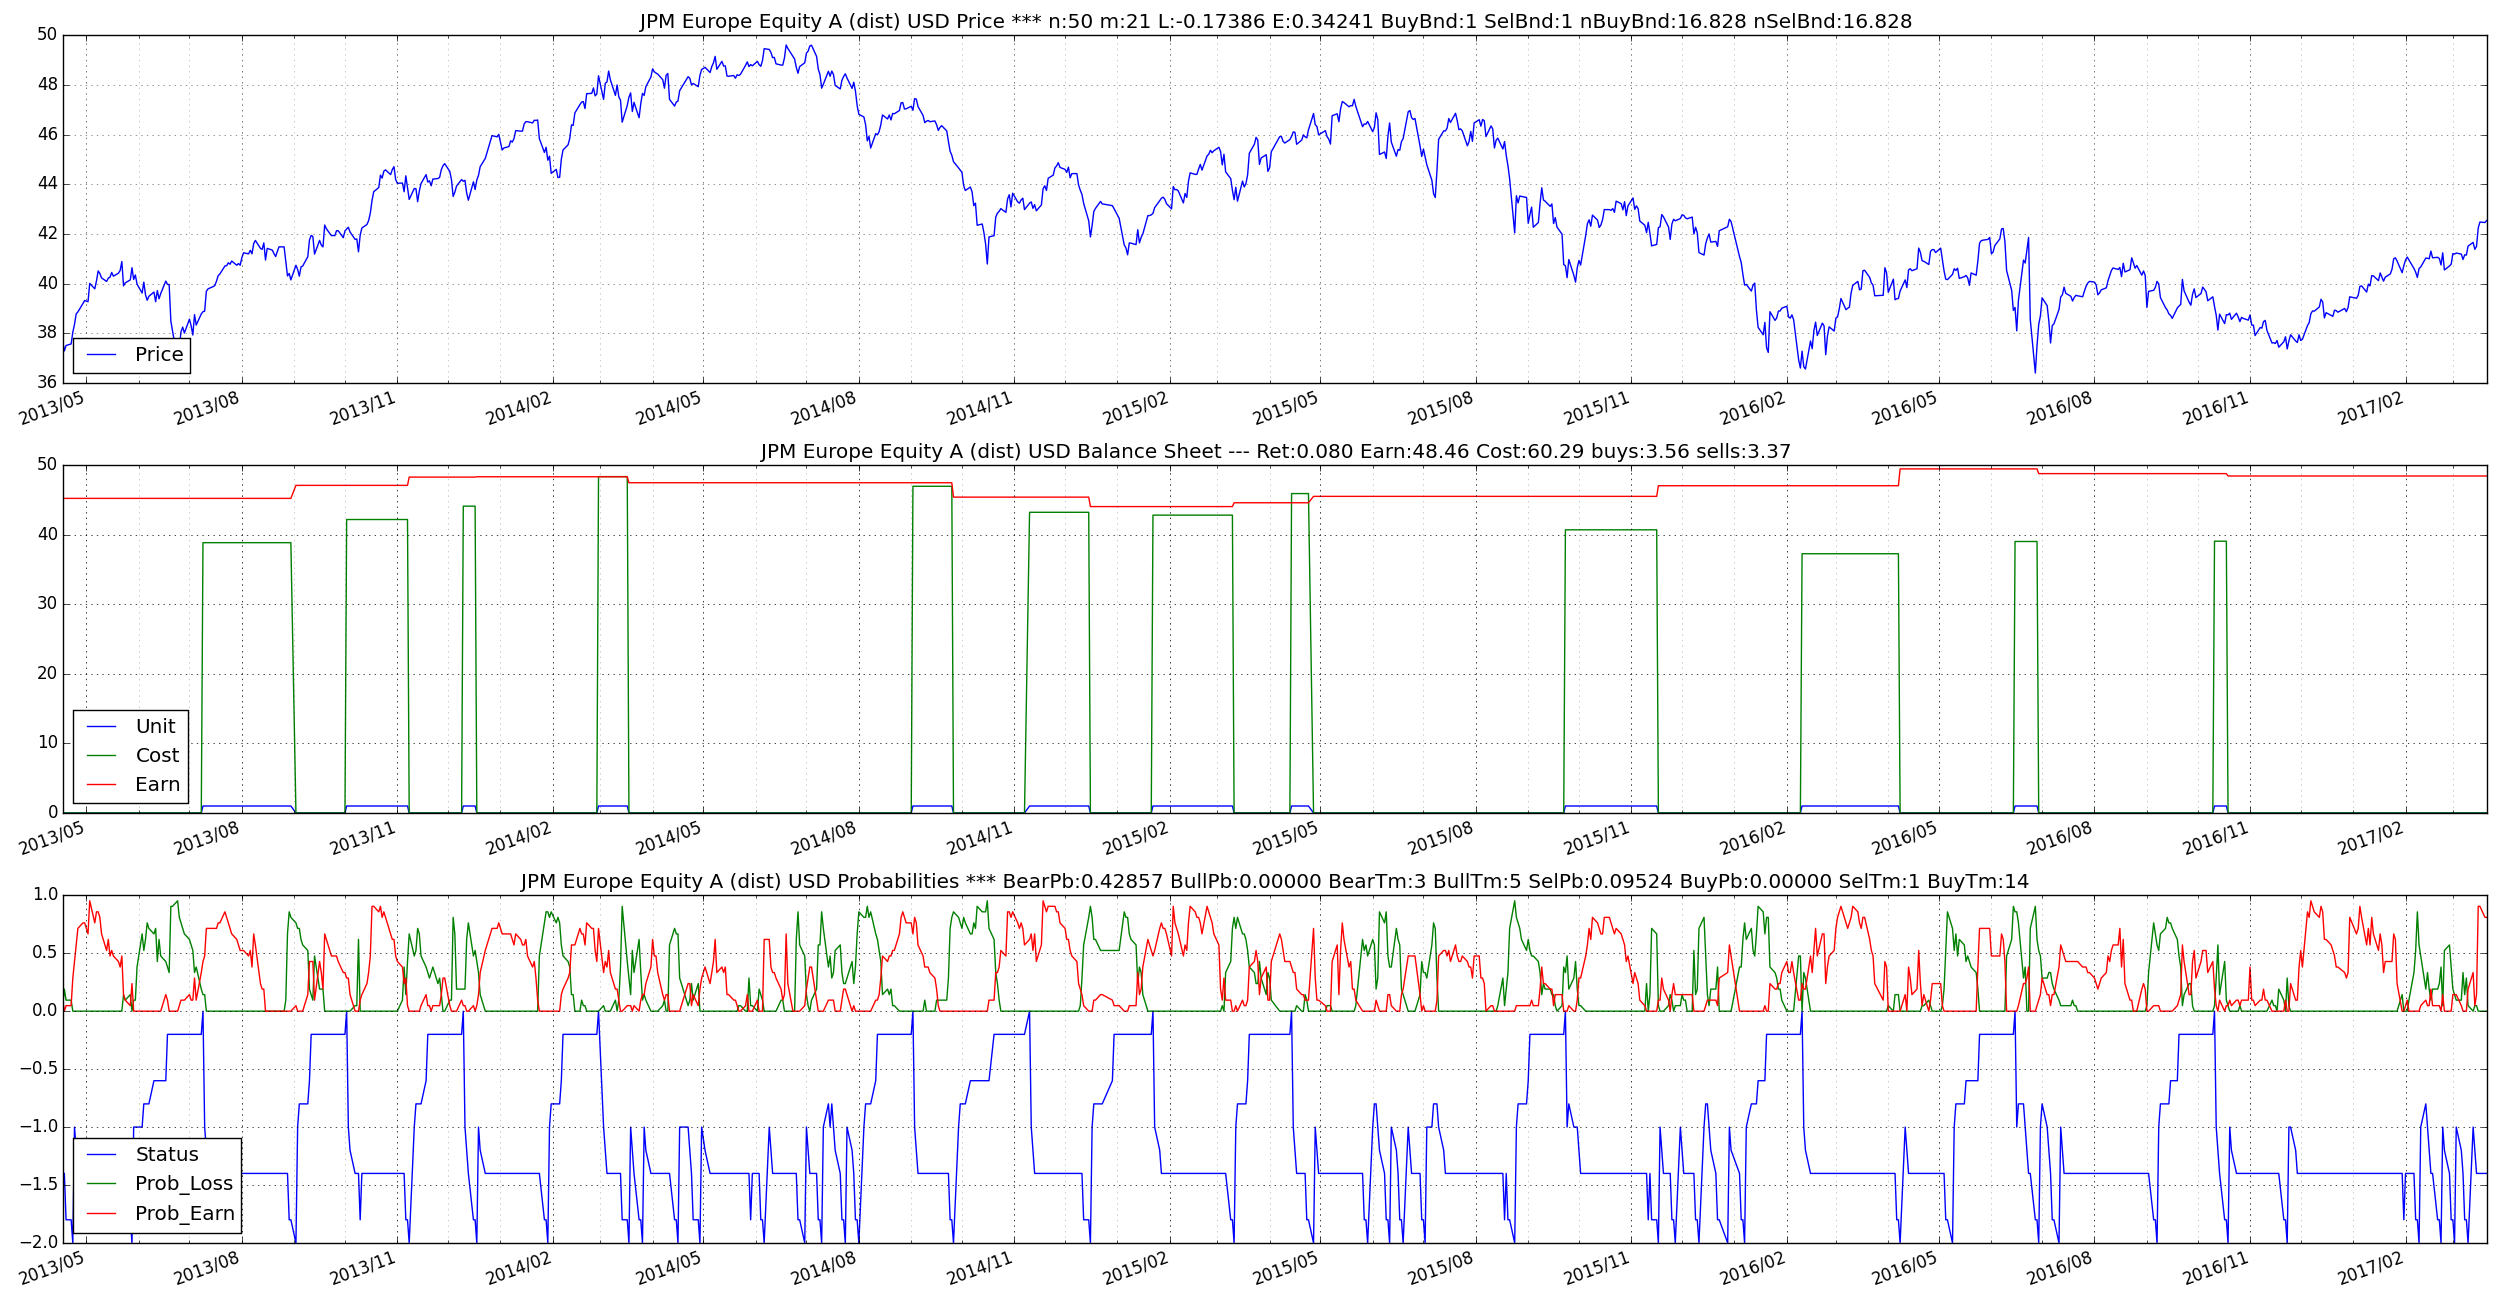 JPM Europe Equity A (dist) USD Price *** n:50 m:21 L:-0.17386 E:0.34241 BuyBnd:1 SelBnd:1 nBuyBnd:16.828 nSelBnd:16.828
50
48
46
44
42
40
38
36
Price
2013/05 2013/08 2013/11 2014/02 2014/05 2014/08 2014/11 2015/02 2015/05 2015/08 2015/11 2016/02 2016/05 2016/08 2016/11 2017/02
JPM Europe Equity A (dist) USD Balance Sheet --- Ret:0.080 Earn:48.46 Cost:60.29 buys:3.56 sells:3.37
50
40
30
20
10
0
Unit
Cost
Earn
2013/05 2013/08 2013/11 2014/02 2014/05 2014/08 2014/11 2015/02 2015/05 2015/08 2015/11 2016/02 2016/05 2016/08 2016/11 2017/02
JPM Europe Equity A (dist) USD Probabilities *** BearPb:0.42857 BullPb:0.00000 BearTm:3 BullTm:5 SelPb:0.09524 BuyPb:0.00000 SelTm:1 BuyTm:14
1.0
0.5
0.0
−0.5
−1.0
−1.5
−2.0
Status
Prob_Loss
Prob_Earn
2013/05 2013/08 2013/11 2014/02 2014/05 2014/08 2014/11 2015/02 2015/05 2015/08 2015/11 2016/02 2016/05 2016/08 2016/11 2017/02